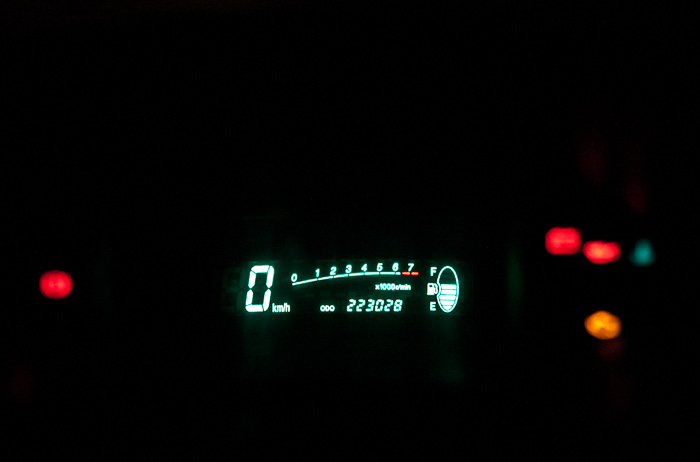 0 1 2 3 4 5 6 7
F
0 km/h
x1000r/min
ODO 223028
E